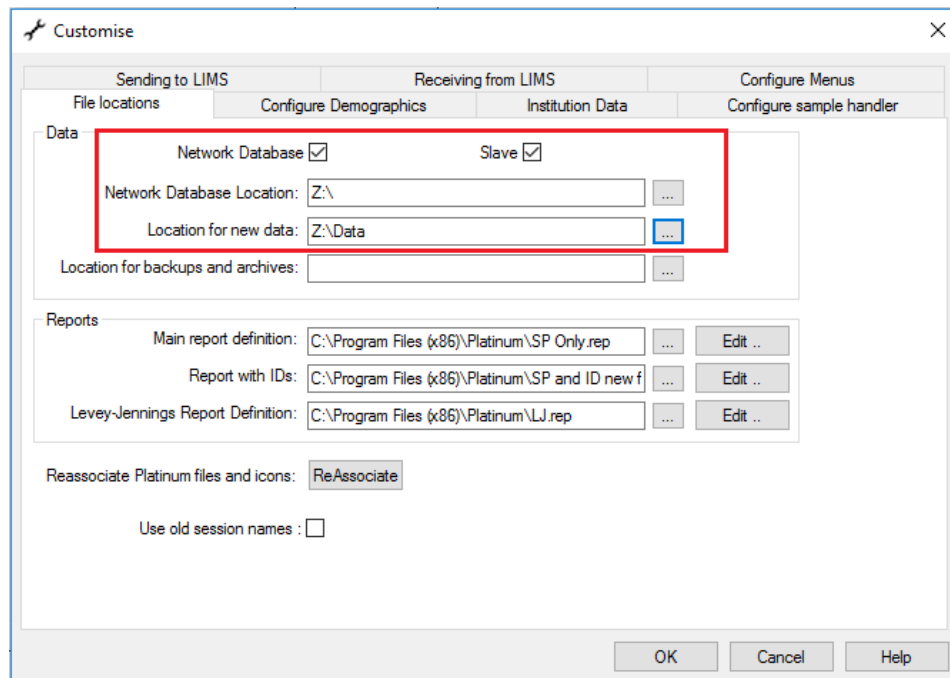 Customise
Sending to LIMS Receiving from LIMS Configure Menus
File locations Configure Demographics Institution Data Configure sample handler
Data
Network Database Slave
Network Database Location: Z:\ ...
Location for new data: Z:\Data ...
Location for backups and archives: ...
Reports
Main report definition: C:\Program Files (x86)\Platinum\SP Only.rep ... Edit ..
Report with IDs: C:\Program Files (x86)\Platinum\SP and ID new f ... Edit ..
Levey-Jennings Report Definition: C:\Program Files (x86)\Platinum\LJ.rep ... Edit ..
Reassociate Platinum files and icons: ReAssociate
Use old session names :
OK Cancel Help